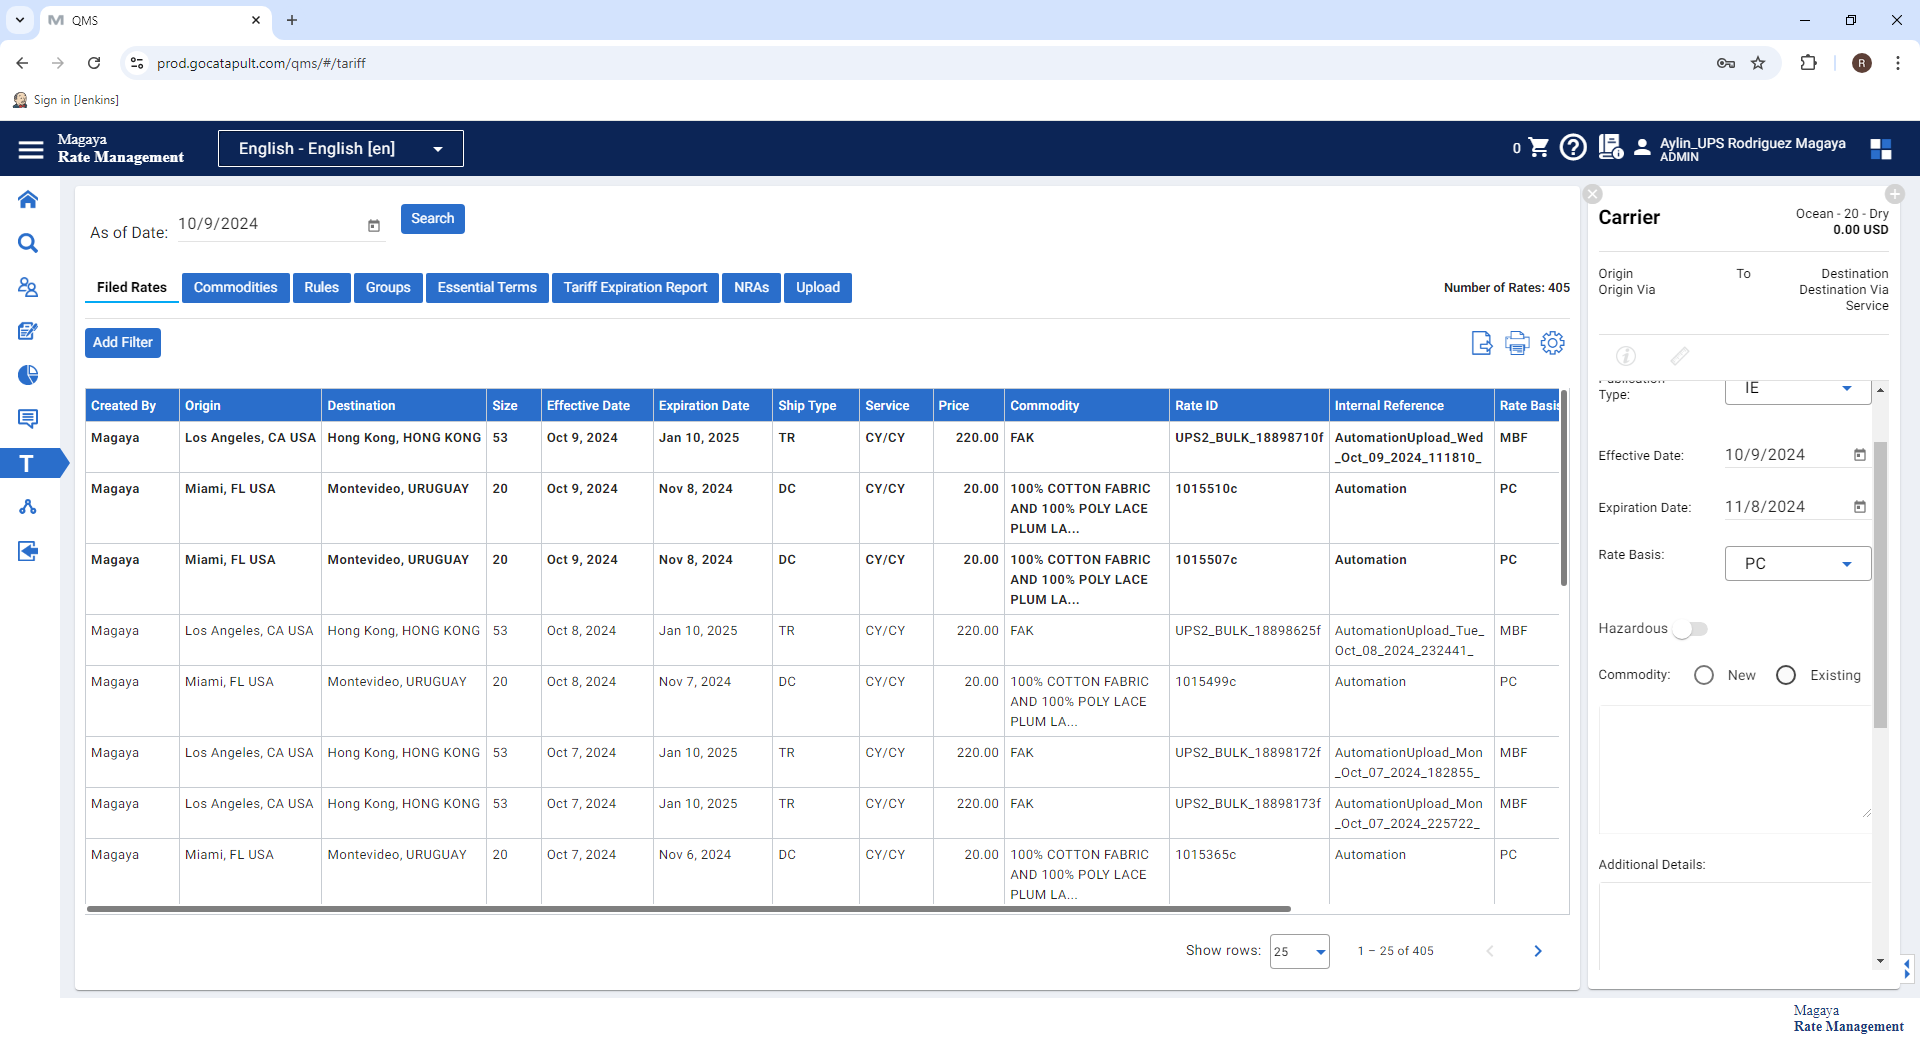 QMS
prod.gocatapult.com/qms/#/tariff
R
Sign in [Jenkins]
Magaya
Rate Management
English - English [en]
0
Aylin_UPS Rodriguez Magaya
ADMIN
As of Date:
10/9/2024
Search
Filed Rates
Commodities
Rules
Groups
Essential Terms
Tariff Expiration Report
NRAs
Upload
Number of Rates: 405
Add Filter
Created By Origin Destination Size Effective Date Expiration Date Ship Type Service Price Commodity Rate ID Internal Reference Rate Basis
Magaya Los Angeles, CA USA Hong Kong, HONG KONG 53 Oct 9, 2024 Jan 10, 2025 TR CY/CY 220.00 FAK UPS2_BULK_18898710f AutomationUpload_Wed MBF
_Oct_09_2024_111810_
Magaya Miami, FL USA Montevideo, URUGUAY 20 Oct 9, 2024 Nov 8, 2024 DC CY/CY 20.00 100% COTTON FABRIC 1015510c Automation PC
AND 100% POLY LACE
PLUM LA...
Magaya Miami, FL USA Montevideo, URUGUAY 20 Oct 9, 2024 Nov 8, 2024 DC CY/CY 20.00 100% COTTON FABRIC 1015507c Automation PC
AND 100% POLY LACE
PLUM LA...
Magaya Los Angeles, CA USA Hong Kong, HONG KONG 53 Oct 8, 2024 Jan 10, 2025 TR CY/CY 220.00 FAK UPS2_BULK_18898625f AutomationUpload_Tue_ MBF
Oct_08_2024_232441_
Magaya Miami, FL USA Montevideo, URUGUAY 20 Oct 8, 2024 Nov 7, 2024 DC CY/CY 20.00 100% COTTON FABRIC 1015499c Automation PC
AND 100% POLY LACE
PLUM LA...
Magaya Los Angeles, CA USA Hong Kong, HONG KONG 53 Oct 7, 2024 Jan 10, 2025 TR CY/CY 220.00 FAK UPS2_BULK_18898172f AutomationUpload_Mon MBF
_Oct_07_2024_182855_
Magaya Los Angeles, CA USA Hong Kong, HONG KONG 53 Oct 7, 2024 Jan 10, 2025 TR CY/CY 220.00 FAK UPS2_BULK_18898173f AutomationUpload_Mon MBF
_Oct_07_2024_225722_
Magaya Miami, FL USA Montevideo, URUGUAY 20 Oct 7, 2024 Nov 6, 2024 DC CY/CY 20.00 100% COTTON FABRIC 1015365c Automation PC
AND 100% POLY LACE
PLUM LA...
Show rows: 25 1 – 25 of 405
Carrier
Ocean - 20 - Dry
0.00 USD
Origin To Destination
Origin Via Destination Via
Service
Publication
Type: IE
Effective Date: 10/9/2024
Expiration Date: 11/8/2024
Rate Basis: PC
Hazardous
Commodity: New Existing
Additional Details:
T
Magaya
Rate Management